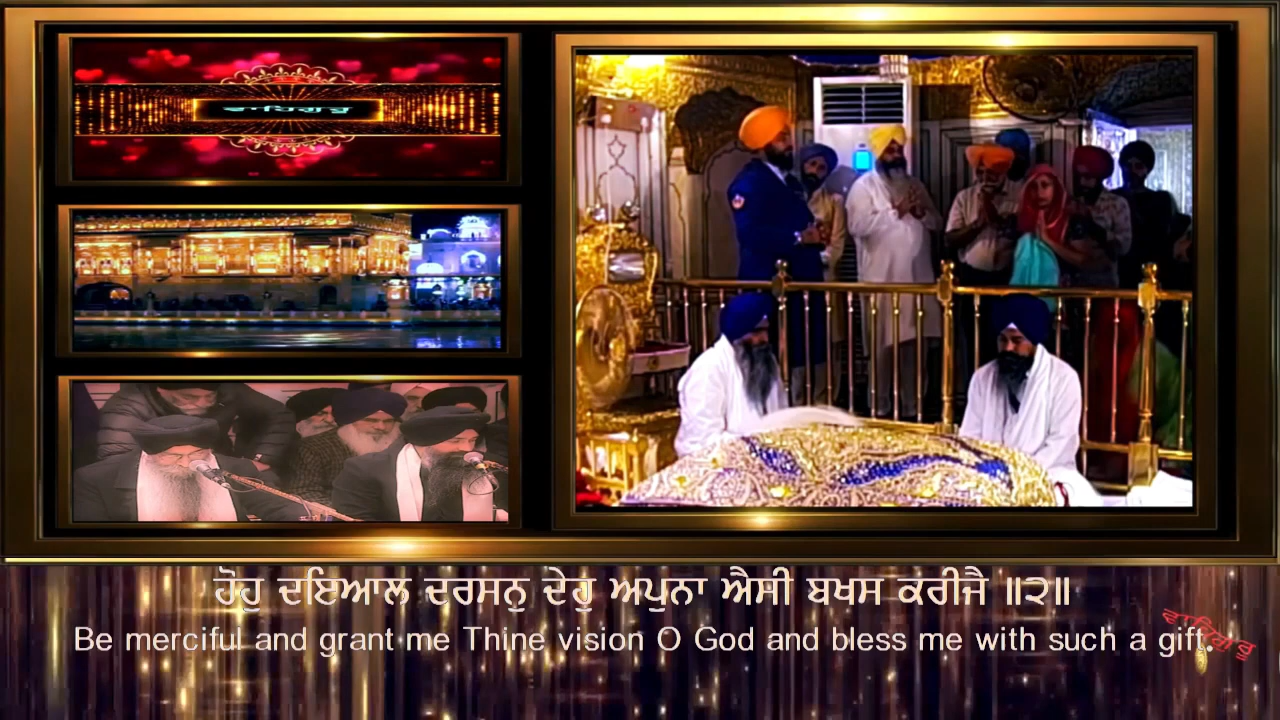 ਵਾਹਿਗੁਰੂ
ਹੋਹੁ ਦਇਆਲ ਦਰਸਨੁ ਦੇਹੁ ਅਪੁਨਾ ਐਸੀ ਬਖਸ ਕਰੀਜੈ ॥੨॥
Be merciful and grant me Thine vision O God and bless me with such a gift.
ਵਾਹਿਗੁਰੂ